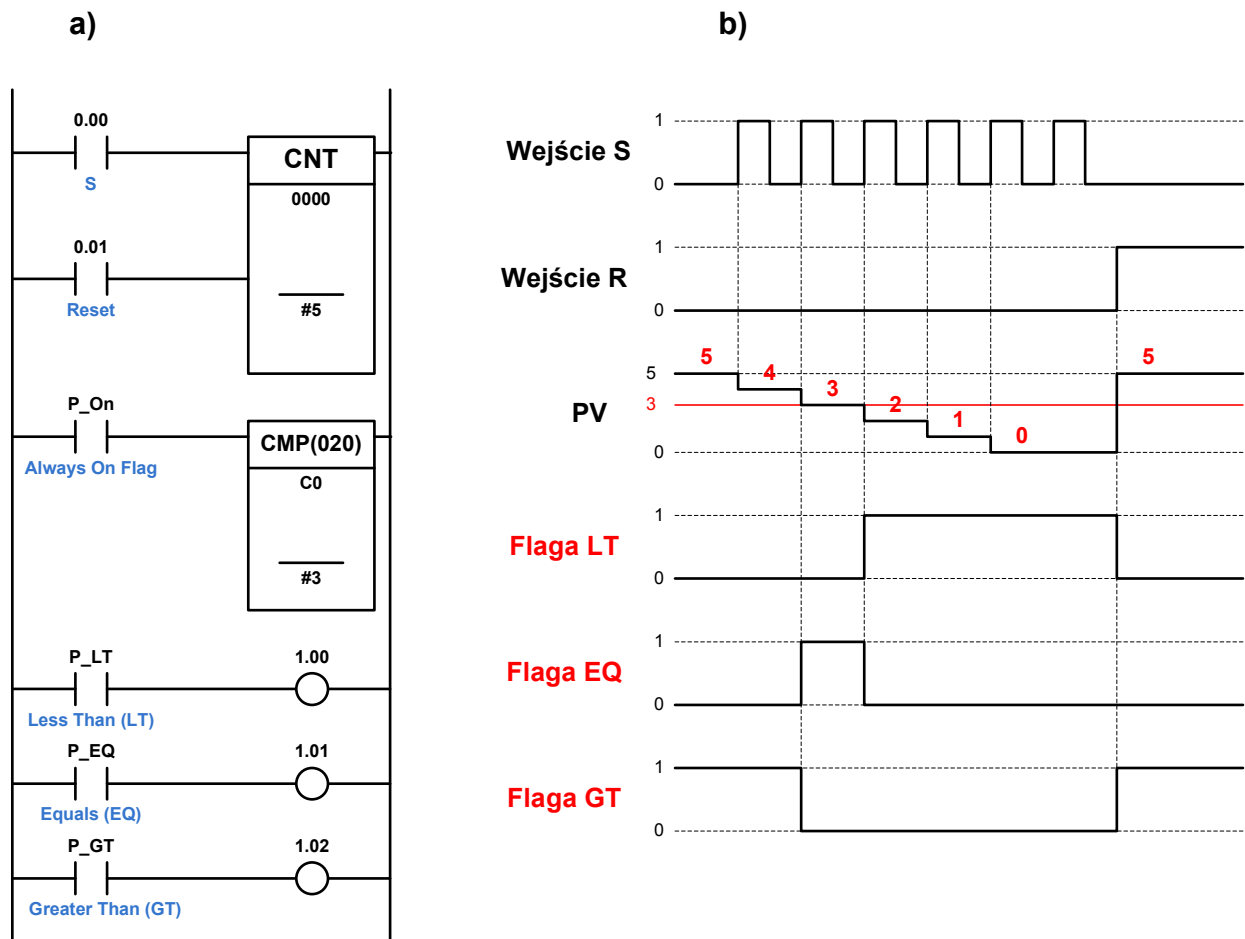 a)
0.00
S
CNT
0000
#5
0.01
Reset
P_On
Always On Flag
CMP(020)
C0
#3
P_LT
1.00
Less Than (LT)
P_EQ
1.01
Equals (EQ)
P_GT
1.02
Greater Than (GT)
b)
Wejście S
1
0
Wejście R
1
0
PV
5
3
0
5
4
3
2
1
0
5
Flaga LT
1
0
Flaga EQ
1
0
Flaga GT
1
0